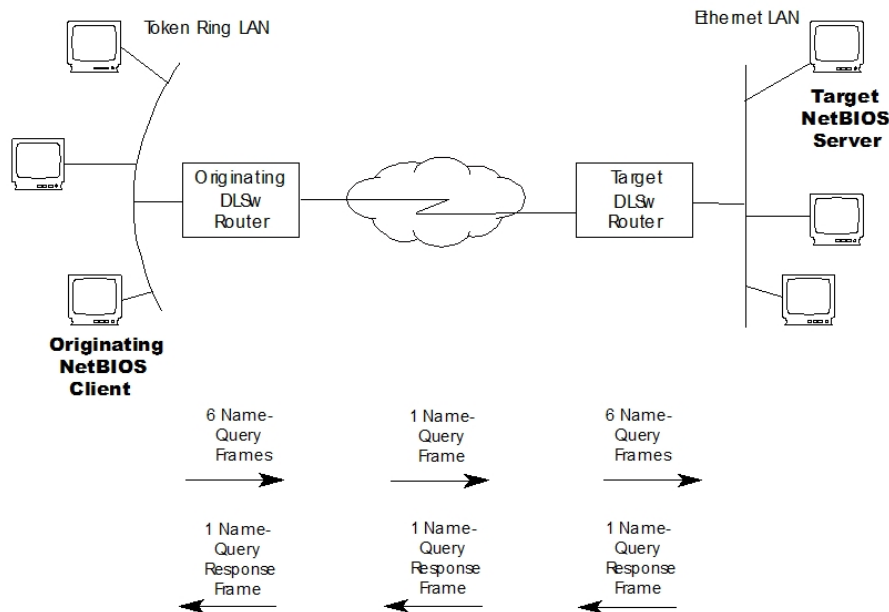 Token Ring LAN
Ethernet LAN
Target
NetBIOS
Server
Originating
DLSw
Router
Target
DLSw
Router
Originating
NetBIOS
Client
6 Name-
Query
Frames
1 Name-
Query
Frame
6 Name-
Query
Frames
1 Name-
Query
Response
Frame
1 Name-
Query
Response
Frame
1 Name-
Query
Response
Frame